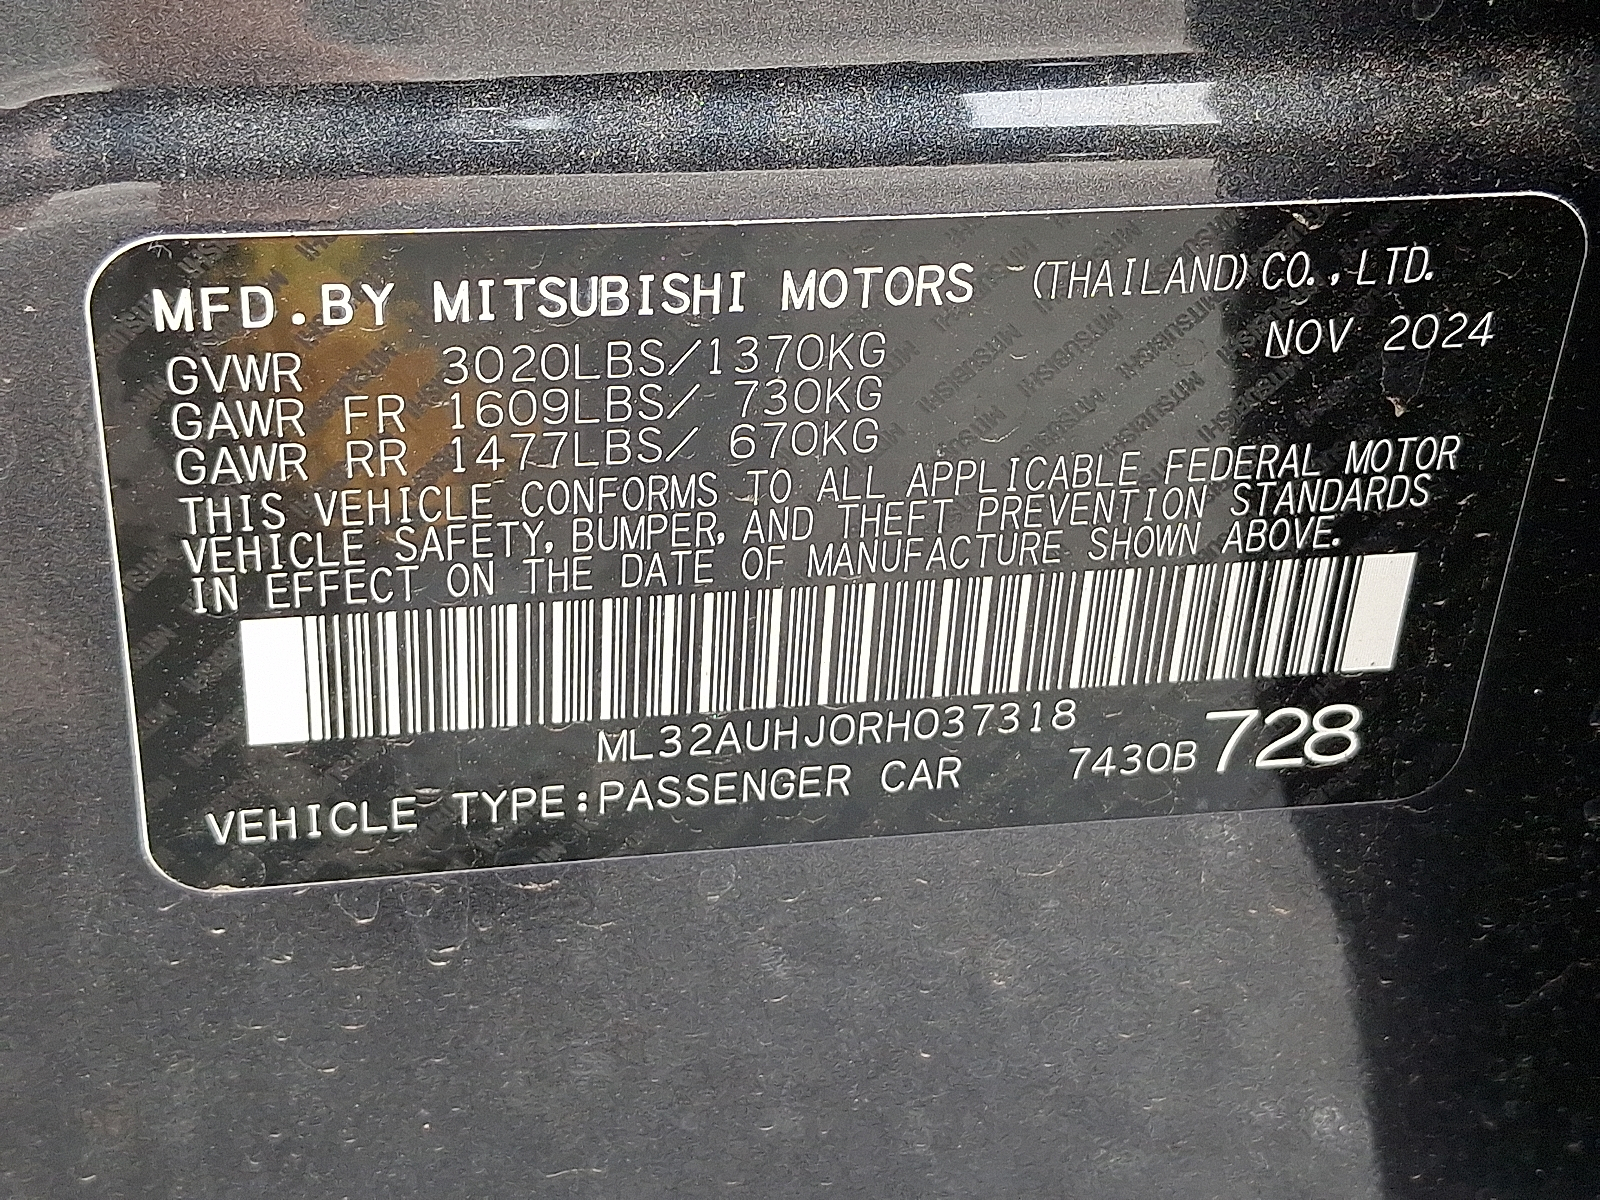 MFD.BY MITSUBISHI MOTORS (THAILAND) CO.,LTD.
NOV 2024
GVWR 3020LBS/1370KG
GAWR FR 1609LBS/ 730KG
GAWR RR 1477LBS/ 670KG
THIS VEHICLE CONFORMS TO ALL APPLICABLE FEDERAL MOTOR
VEHICLE SAFETY, BUMPER, AND THEFT PREVENTION STANDARDS
IN EFFECT ON THE DATE OF MANUFACTURE SHOWN ABOVE.
ML32AUHJ0RH037318
7430B 728
VEHICLE TYPE:PASSENGER CAR